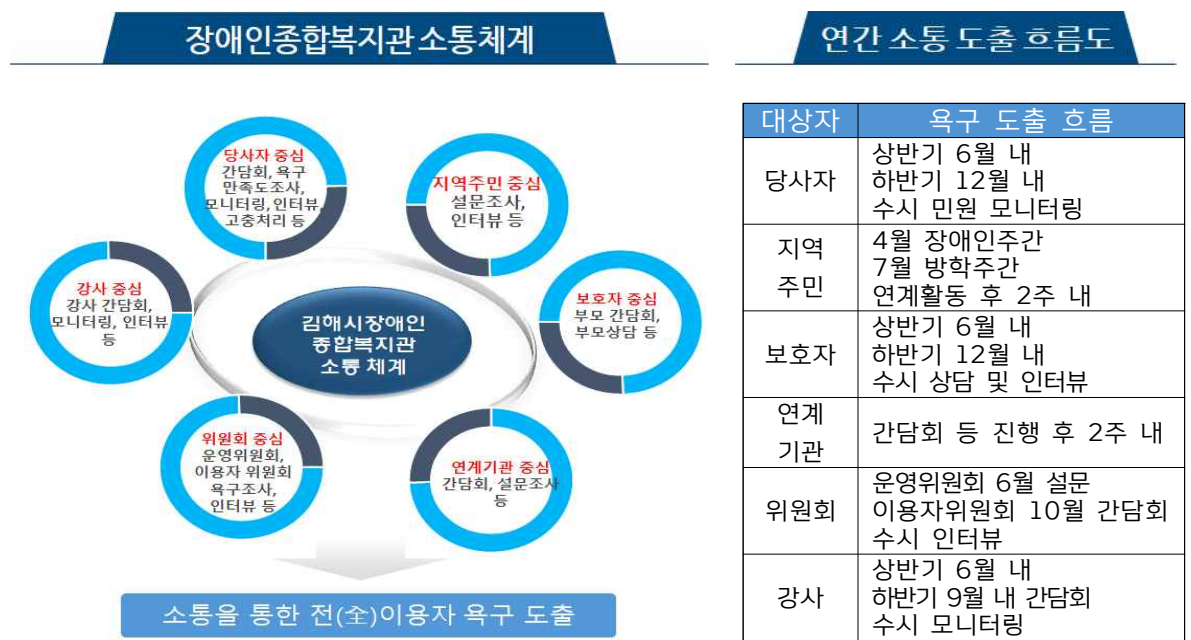 장애인종합복지관 소통체계
당사자 중심
간담회, 욕구
만족도조사,
모니터링, 인터뷰,
고충처리 등
지역주민 중심
설문조사,
인터뷰 등
강사 중심
강사 간담회,
모니터링, 인터뷰
등
보호자 중심
부모 간담회,
부모상담 등
김해시장애인
종합복지관
소통 체계
위원회 중심
운영위원회,
이용자 위원회
욕구조사,
인터뷰 등
연계기관 중심
간담회, 설문조사
등
소통을 통한 전(全)이용자 욕구 도출
연간 소통 도출 흐름도
대상자 욕구 도출 흐름
당사자
상반기 6월 내
하반기 12월 내
수시 민원 모니터링
지역
주민
4월 장애인주간
7월 방학주간
연계활동 후 2주 내
보호자
상반기 6월 내
하반기 12월 내
수시 상담 및 인터뷰
연계
기관
간담회 등 진행 후 2주 내
위원회
운영위원회 6월 설문
이용자위원회 10월 간담회
수시 인터뷰
강사
상반기 6월 내
하반기 9월 내 간담회
수시 모니터링